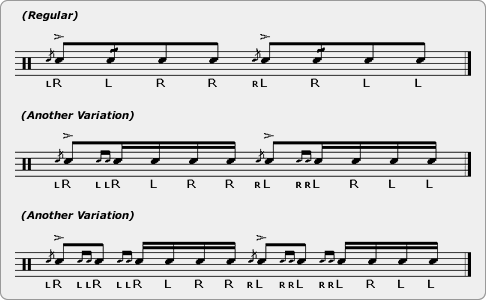 (Regular)
LR L R R RL R L L
(Another Variation)
LR LLR L R R RL RRL R L L
(Another Variation)
LR LLR LLR L R R RL RRL RRL R L L